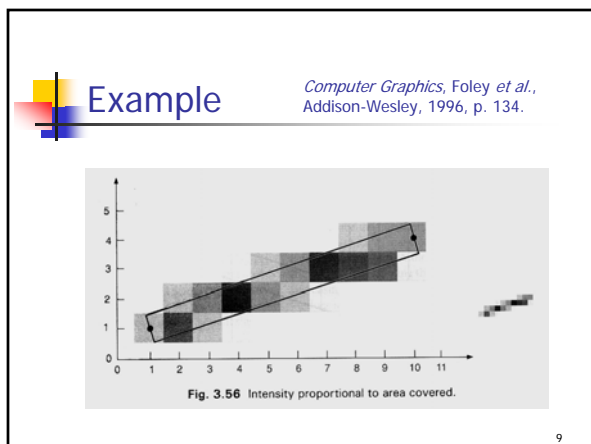 Example
Computer Graphics, Foley et al.,
Addison-Wesley, 1996, p. 134.
5
4
3
2
1
0
0 1 2 3 4 5 6 7 8 9 10 11
Fig. 3.56 Intensity proportional to area covered.
9